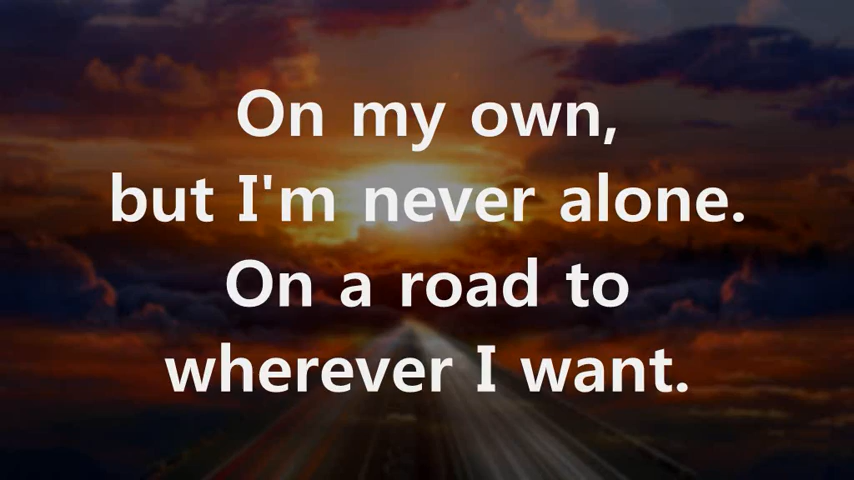 On my own,
but I'm never alone.
On a road to
wherever I want.